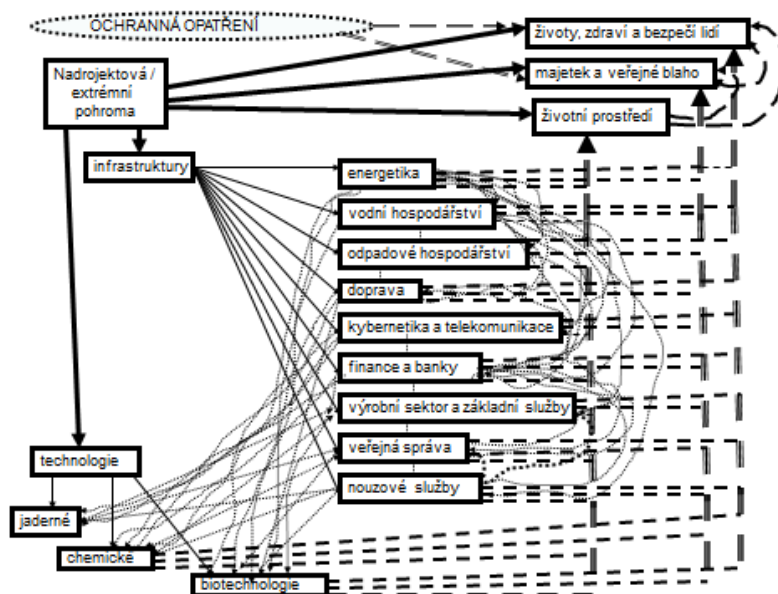 OCHRANNÁ OPATŘENÍ
životy, zdraví a bezpečí lidí
Nadrojektová /
extrémní
pohroma
majetek a veřejné blaho
životní prostředí
infrastruktury
energetika
vodní hospodářství
odpadové hospodářství
doprava
kybernetika a telekomunikace
finance a banky
výrobní sektor a základní služby
veřejná správa
technologie
nouzové služby
jaderné
chemické
biotechnologie